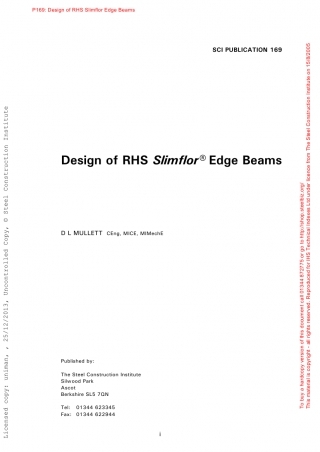 P169: Design of RHS Slimflor Edge Beams
SCI PUBLICATION 169
Design of RHS Slimflor® Edge Beams
D L MULLETT CEng, MICE, MIMechE
Published by:
The Steel Construction Institute
Silwood Park
Ascot
Berkshire SL5 7QN
Tel: 01344 623345
Fax: 01344 622944
i
Licensed copy: uniman, , 25/12/2013, Uncontrolled Copy, © Steel Construction Institute
To buy a hardcopy version of this document call 01344 872775 or go to http://shop.steelbiz.org/
This material is copyright - all rights reserved. Reproduced for IHS Technical Indexes Ltd under licence from The Steel Construction Institute on 15/8/2005